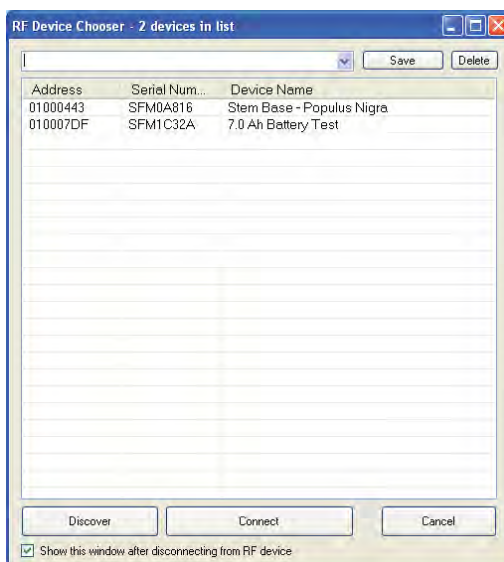 RF Device Chooser - 2 devices in list
Save Delete
Address Serial Num... Device Name
01000443 SFM0A816 Stem Base - Populus Nigra
010007DF SFM1C32A 7.0 Ah Battery Test
Discover Connect Cancel
Show this window after disconnecting from RF device